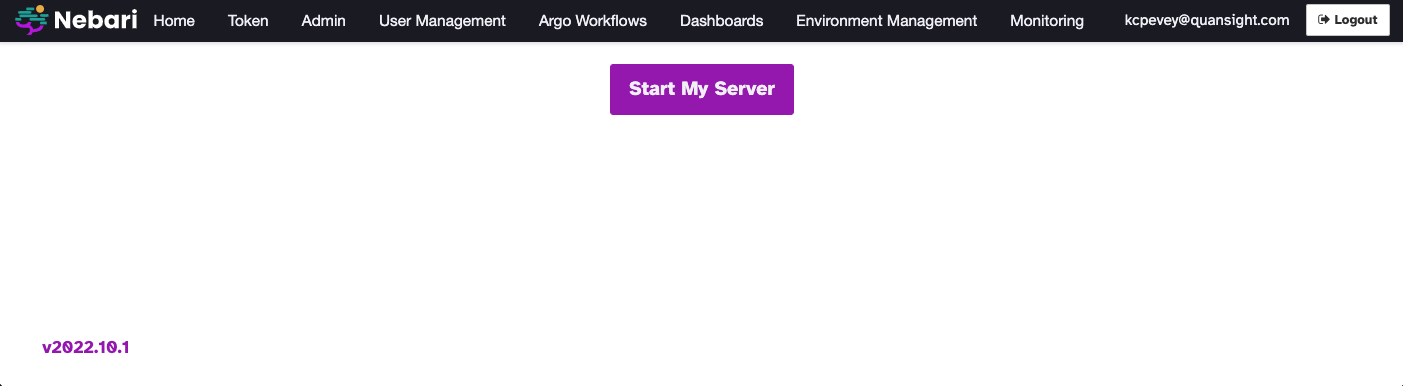 Nebari Home Token Admin User Management Argo Workflows Dashboards Environment Management Monitoring kcpevey@quansight.com Logout
Start My Server
v2022.10.1